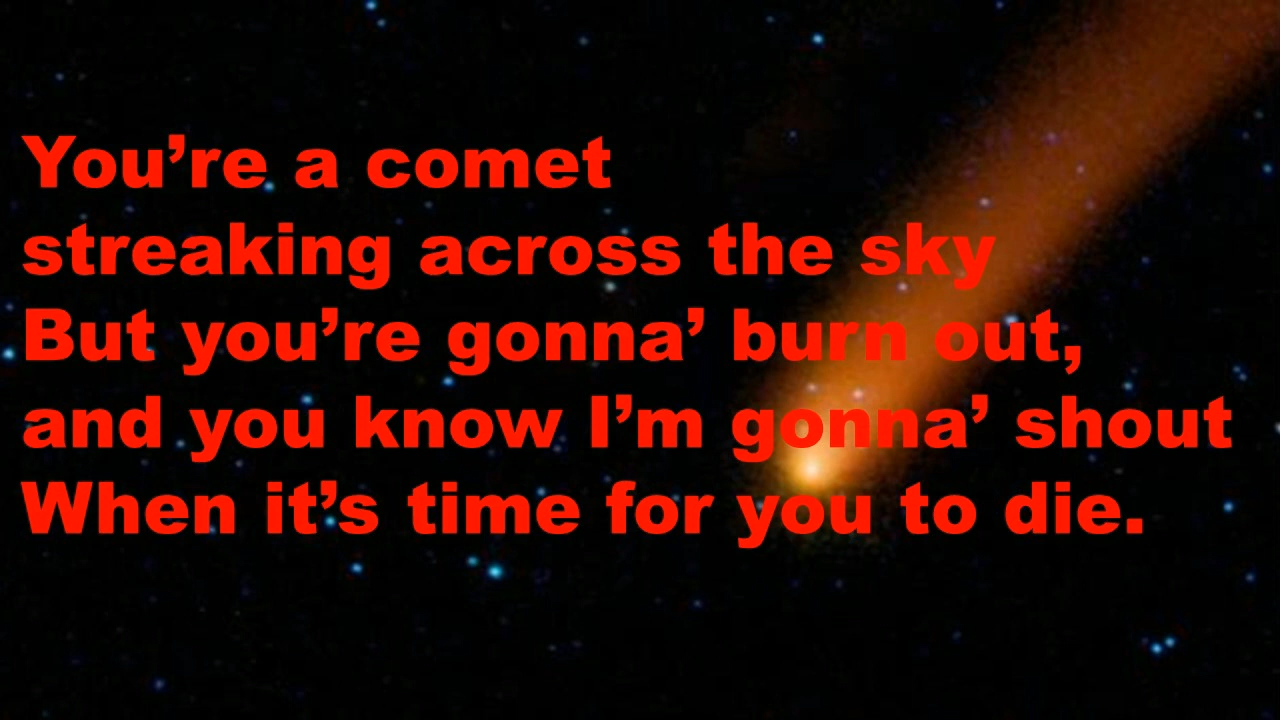 You’re a comet
streaking across the sky
But you’re gonna’ burn out,
and you know I’m gonna’ shout
When it’s time for you to die.